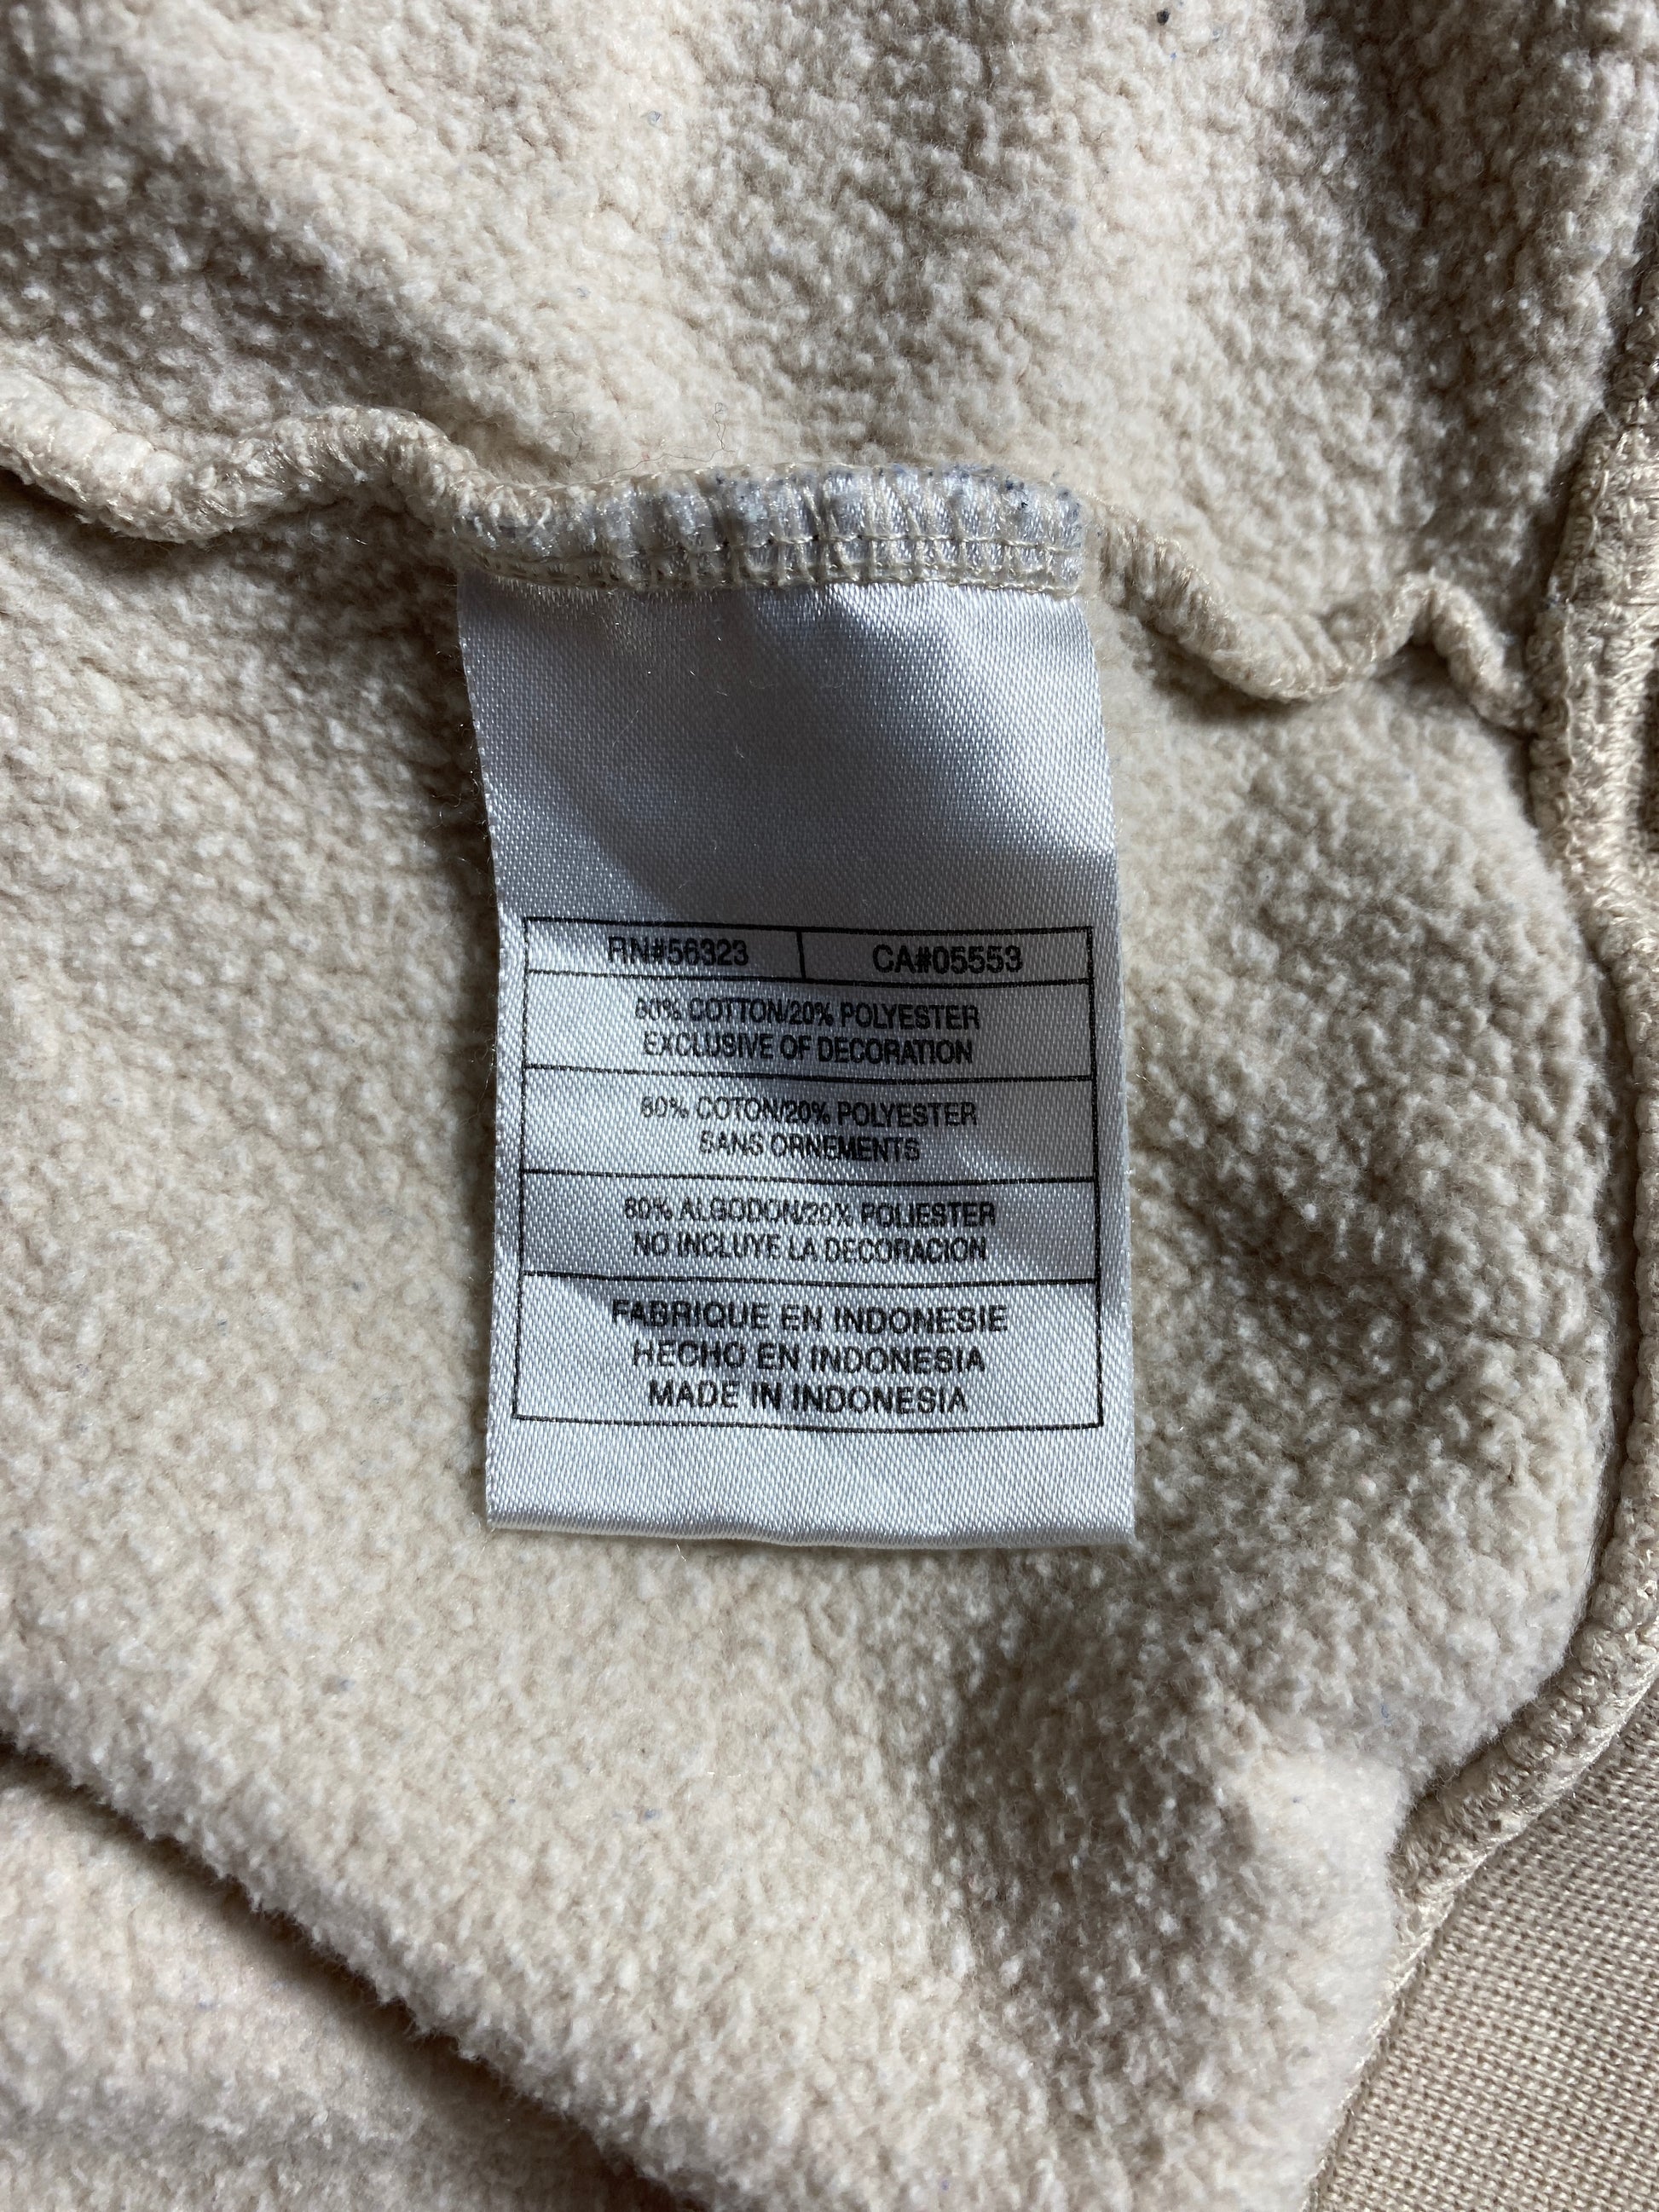 RN#56323 CA#05553
80% COTTON/20% POLYESTER
EXCLUSIVE OF DECORATION
80% COTON/20% POLYESTER
SANS ORNEMENTS
80% ALGODON/20% POLIESTER
NO INCLUYE LA DECORACION
FABRIQUE EN INDONESIE
HECHO EN INDONESIA
MADE IN INDONESIA